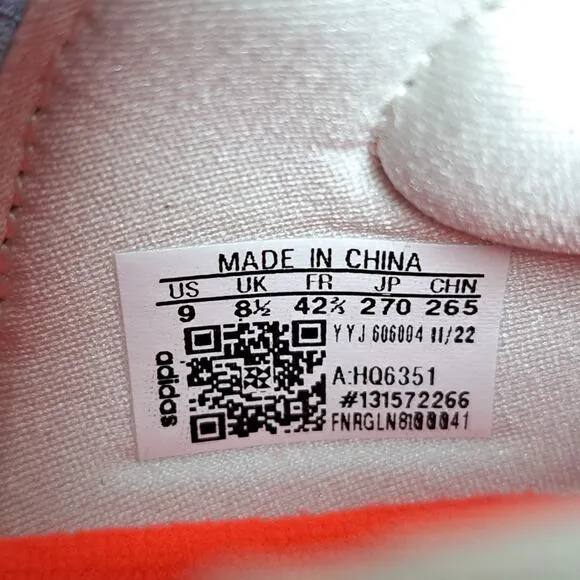 MADE IN CHINA
US UK FR JP CHN
9 8½ 42⅔ 270 265
YYJ 606004 11/22
A:HQ6351
#131572266
adidas